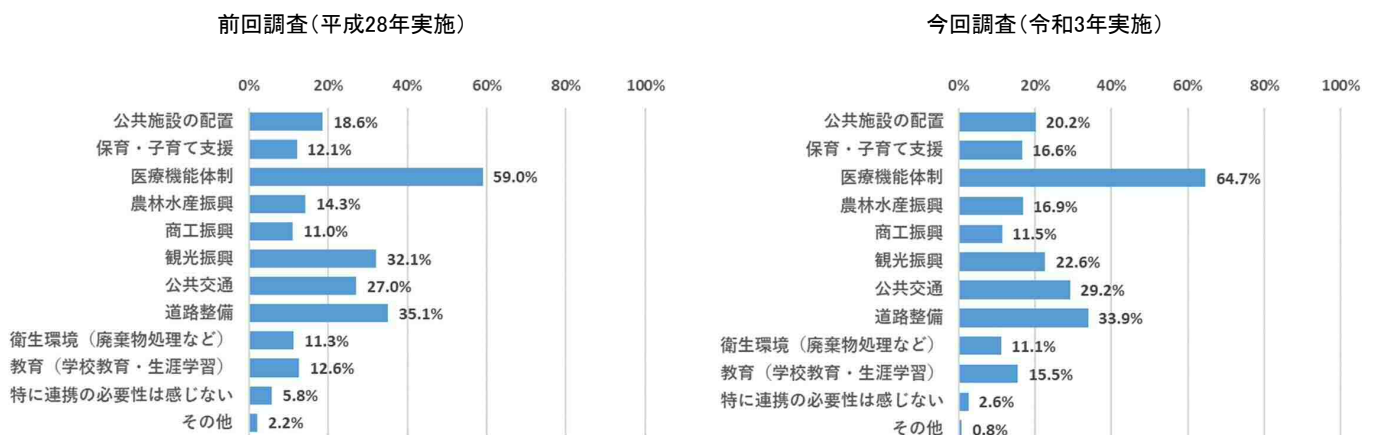 前回調査(平成28年実施)
0% 20% 40% 60% 80% 100%
公共施設の配置 18.6%
保育・子育て支援 12.1%
医療機能体制 59.0%
農林水産振興 14.3%
商工振興 11.0%
観光振興 32.1%
公共交通 27.0%
道路整備 35.1%
衛生環境（廃棄物処理など） 11.3%
教育（学校教育・生涯学習） 12.6%
特に連携の必要性は感じない 5.8%
その他 2.2%
今回調査(令和3年実施)
0% 20% 40% 60% 80% 100%
公共施設の配置 20.2%
保育・子育て支援 16.6%
医療機能体制 64.7%
農林水産振興 16.9%
商工振興 11.5%
観光振興 22.6%
公共交通 29.2%
道路整備 33.9%
衛生環境（廃棄物処理など） 11.1%
教育（学校教育・生涯学習） 15.5%
特に連携の必要性は感じない 2.6%
その他 0.8%